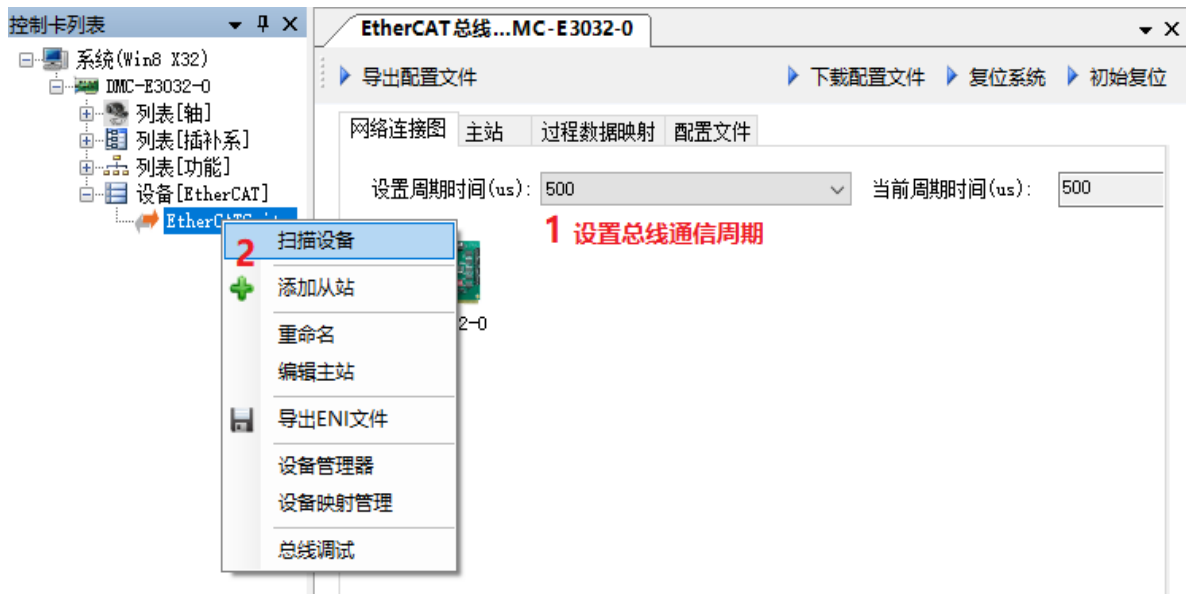 控制卡列表
系统(Win8 X32)
DMC-E3032-0
列表[轴]
列表[插补系]
列表[功能]
设备[EtherCAT]
EtherCAT总线...MC-E3032-0
导出配置文件
下载配置文件 复位系统 初始复位
网络连接图 主站 过程数据映射 配置文件
设置周期时间(us): 500 当前周期时间(us): 500
1 设置总线通信周期
2-0
2 扫描设备
添加从站
重命名
编辑主站
导出ENI文件
设备管理器
设备映射管理
总线调试